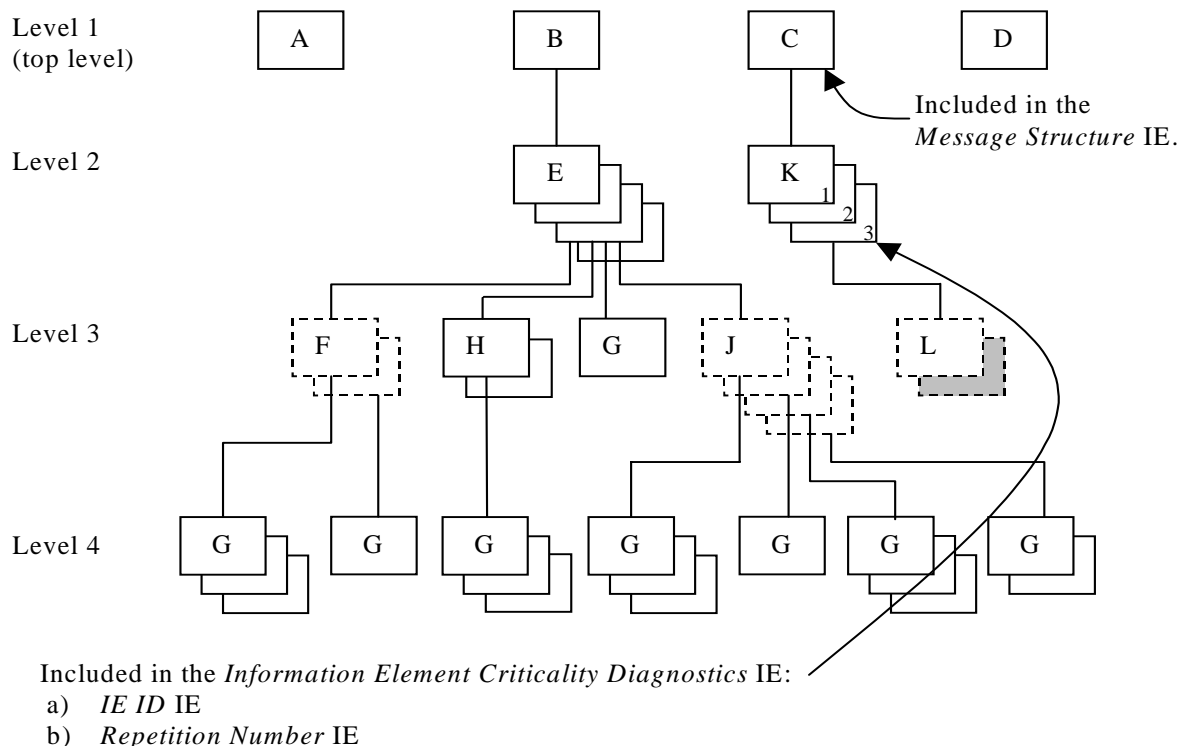 Level 1
(top level)
A
B
C
D
Included in the
Message Structure IE.
Level 2
E
K
1
2
3
Level 3
F
H
G
J
L
Level 4
G
G
G
G
G
G
G
Included in the Information Element Criticality Diagnostics IE:
a) IE ID IE
b) Repetition Number IE